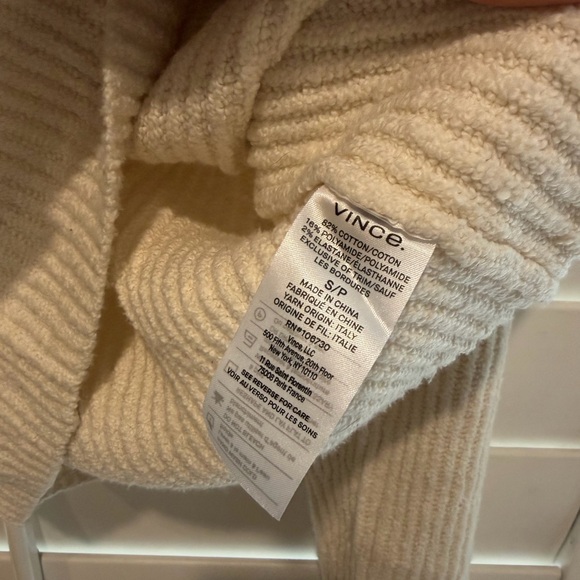 VINCE.
82% COTTON/COTON
16% POLYAMIDE/POLYAMIDE
2% ELASTANE/ÉLASTHANNE
EXCLUSIVE OF TRIM/SAUF
LES BORDURES
S/P
MADE IN CHINA
FABRIQUÉ EN CHINE
YARN ORIGIN: ITALY
ORIGINE DE FIL: ITALIE
RN#106730
Vince, LLC
500 Fifth Avenue, 20th Floor
New York, NY 10110
11 Rue Saint Florentin
75008 Paris France
SEE REVERSE FOR CARE
VOIR AU VERSO POUR LES SOINS